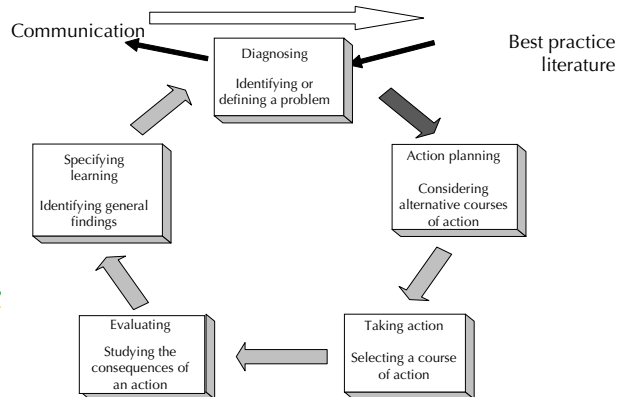 Communication
Best practice
literature
Diagnosing
Identifying or
defining a problem
Specifying
learning
Identifying general
findings
Action planning
Considering
alternative courses
of action
Evaluating
Studying the
consequences of
an action
Taking action
Selecting a course
of action